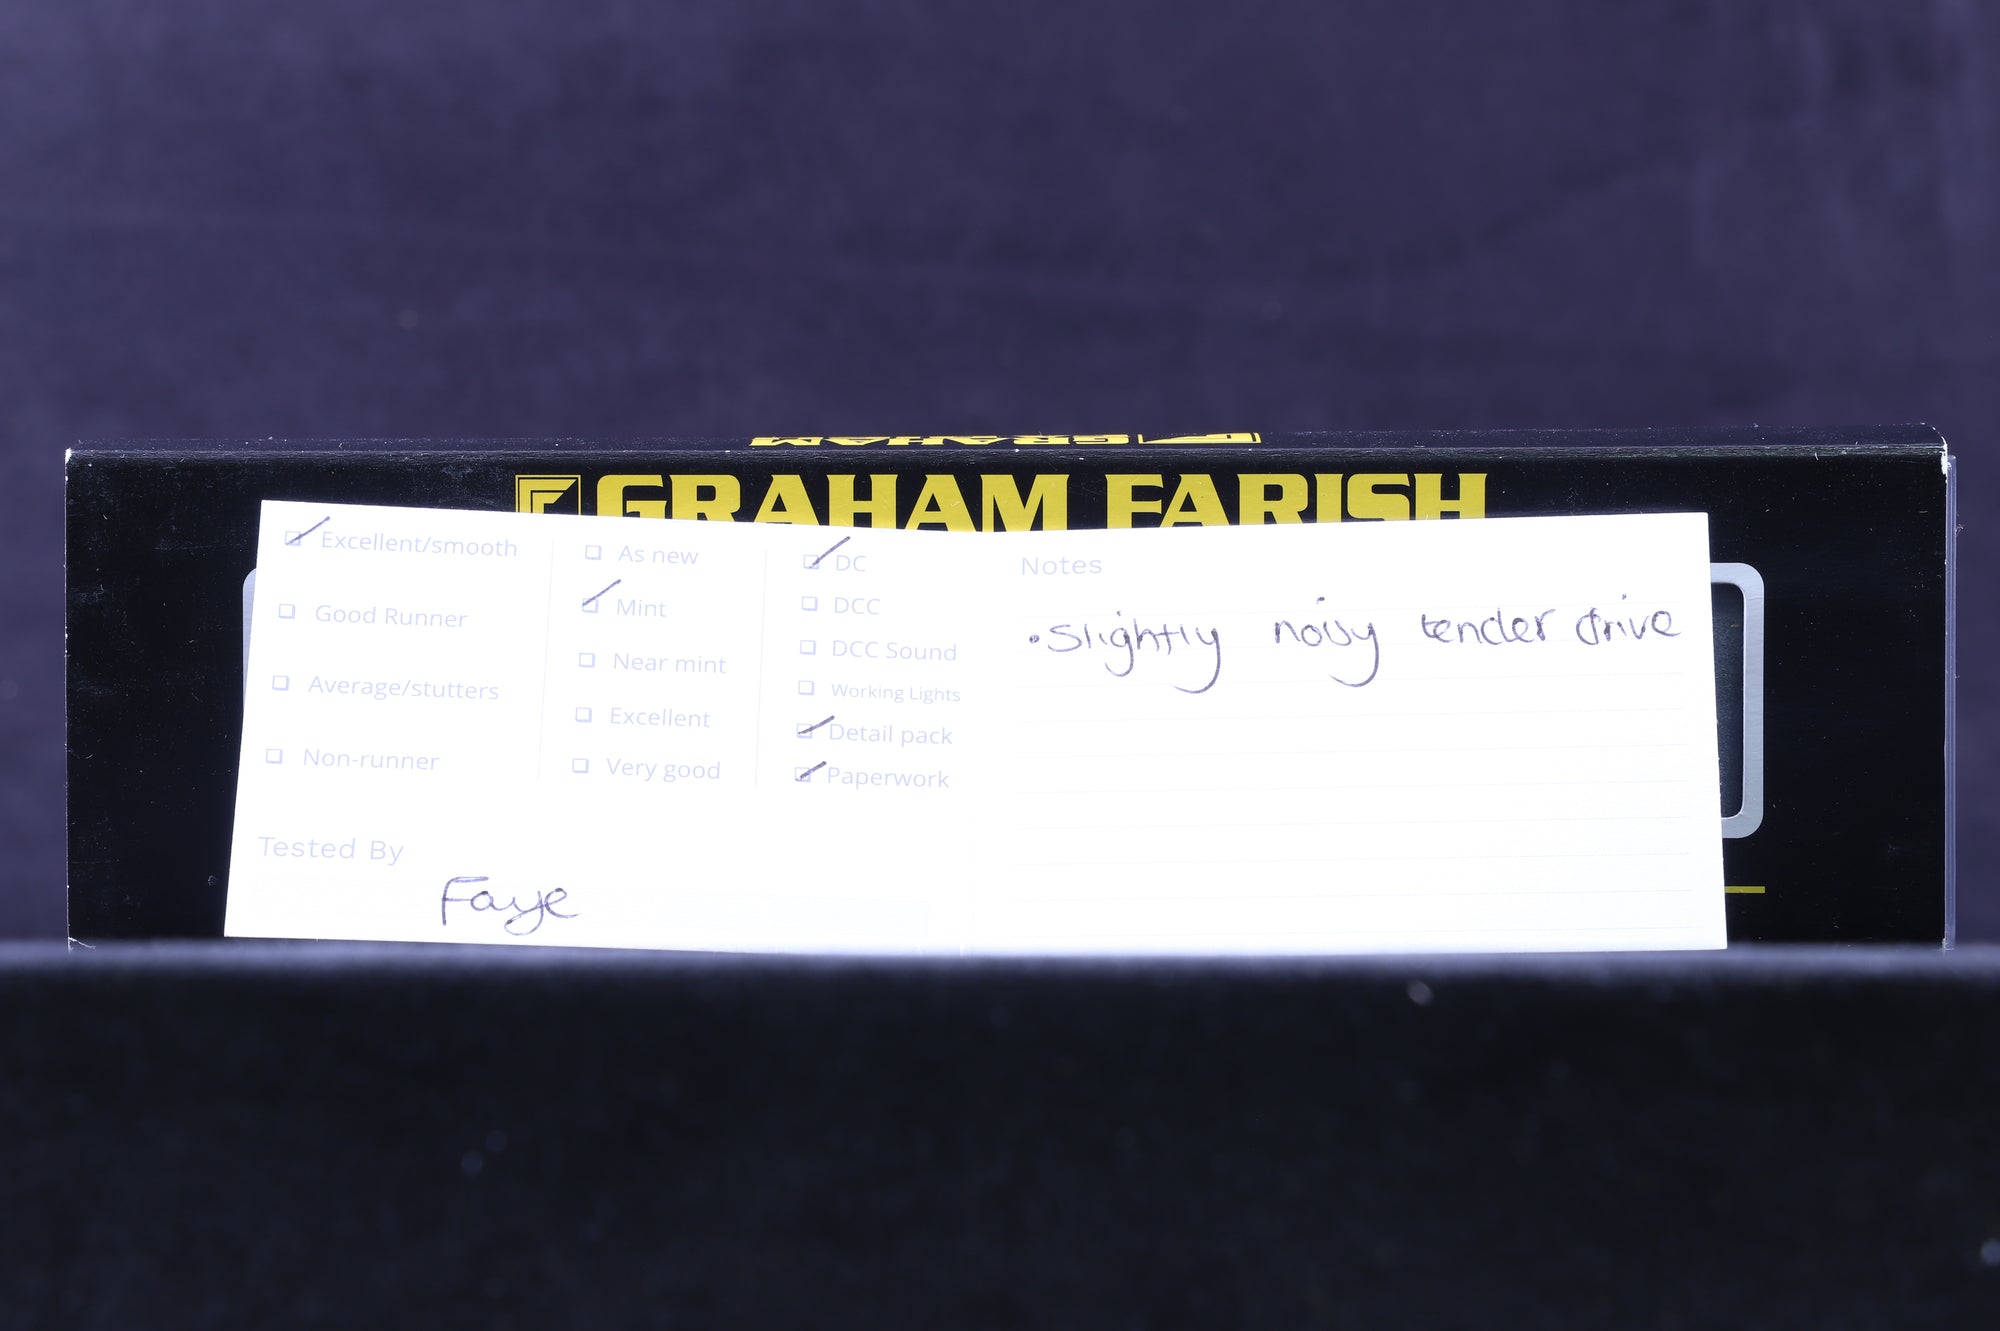 GRAHAM
GRAHAM FARISH
Excellent/smooth
Good Runner
Average/stutters
Non-runner
As new
Mint
Near mint
Excellent
Very good
DC
DCC
DCC Sound
Working Lights
Detail pack
Paperwork
Tested By
Faye
Notes
• Slightly noisy tender drive